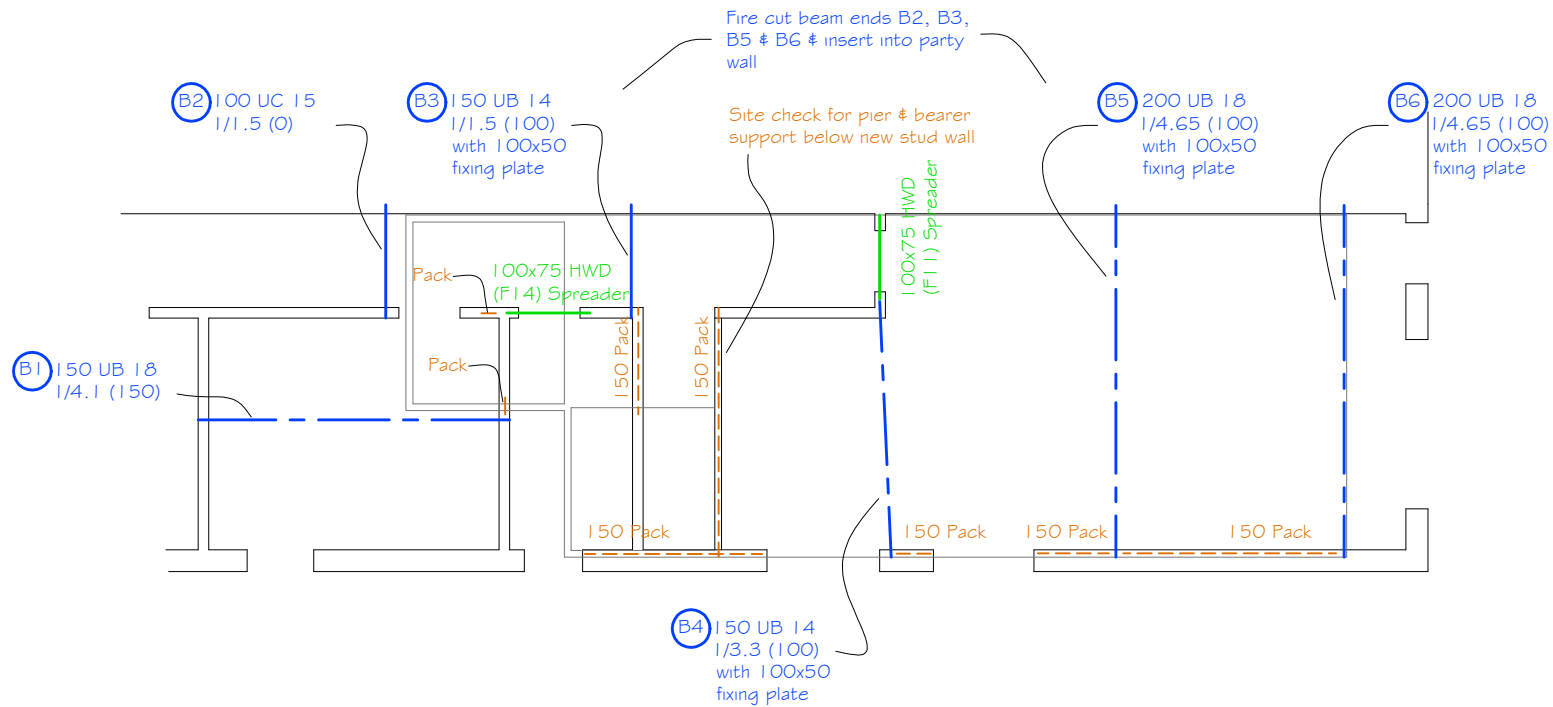 Fire cut beam ends B2, B3,
B5 & B6 & insert into party
wall
B2 100 UC 15
1/1.5 (0)
B3 150 UB 14
1/1.5 (100)
with 100x50
fixing plate
Site check for pier & bearer
support below new stud wall
B5 200 UB 18
1/4.65 (100)
with 100x50
fixing plate
B6 200 UB 18
1/4.65 (100)
with 100x50
fixing plate
100x75 HWD
(F11) Spreader
Pack
100x75 HWD
(F14) Spreader
150 Pack
150 Pack
Pack
B1 150 UB 18
1/4.1 (150)
150 Pack
150 Pack
150 Pack
150 Pack
B4 150 UB 14
1/3.3 (100)
with 100x50
fixing plate